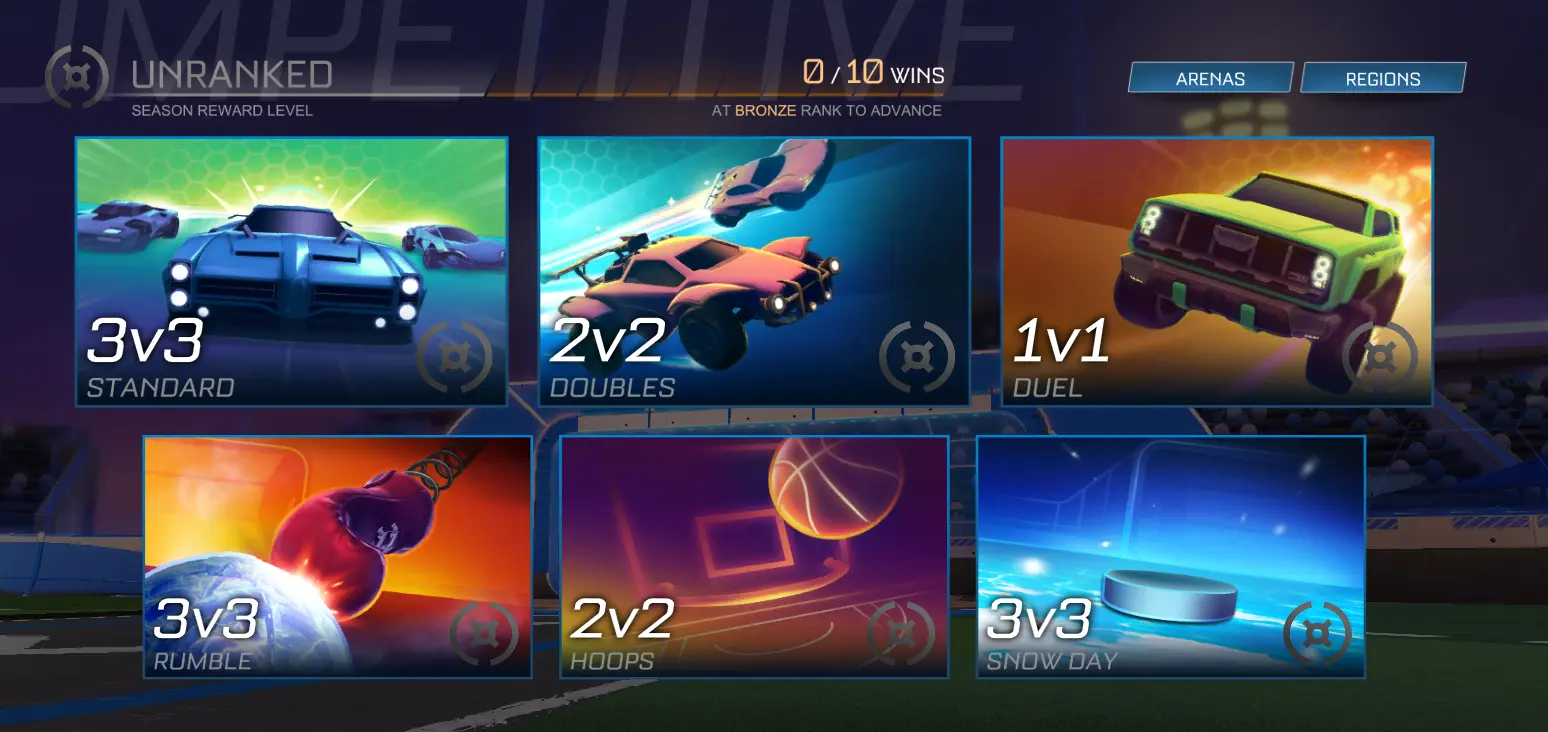 OMPETITIVE
UNRANKED
0 / 10 WINS
SEASON REWARD LEVEL
AT BRONZE RANK TO ADVANCE
ARENAS
REGIONS
3v3
STANDARD
2v2
DOUBLES
1v1
DUEL
3v3
RUMBLE
2v2
HOOPS
3v3
SNOW DAY